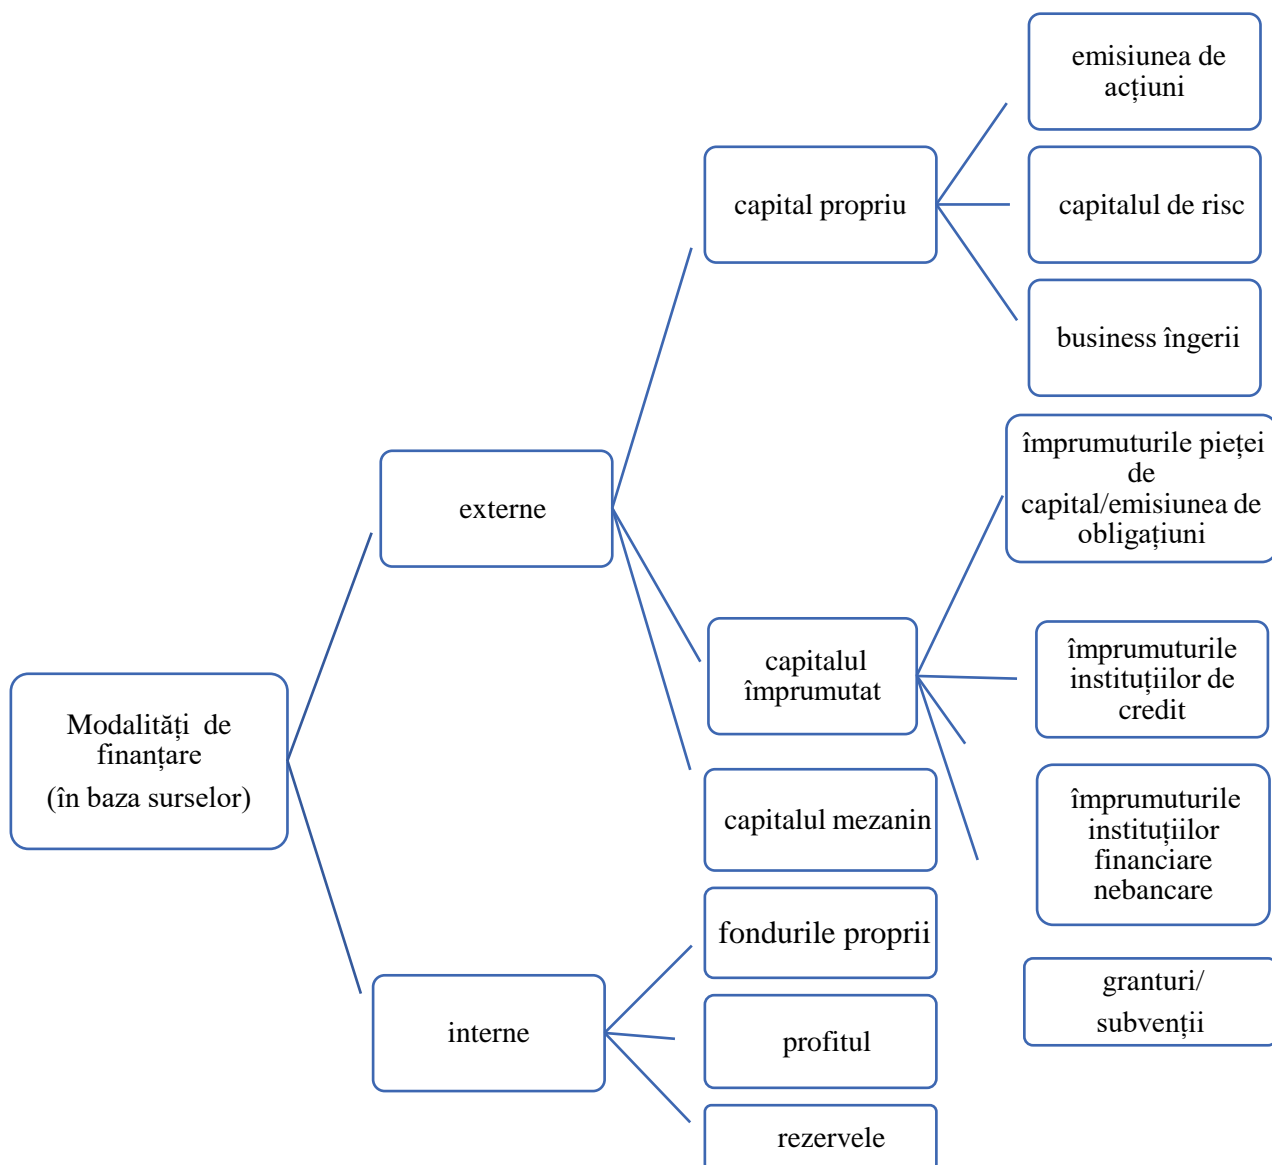 Modalități de
finanțare
(în baza surselor)
externe
capital propriu
emisiunea de
acțiuni
capitalul de risc
business îngerii
capitalul
împrumutat
împrumuturile pieței
de
capital/emisiunea de
obligațiuni
împrumuturile
instituțiilor de
credit
împrumuturile
instituțiilor
financiare
nebancare
granturi/
subvenții
capitalul mezanin
interne
fondurile proprii
profitul
rezervele